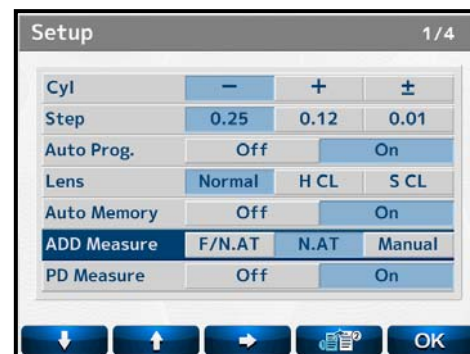 Setup 1/4
Cyl − + ±
Step 0.25 0.12 0.01
Auto Prog. Off On
Lens Normal H CL S CL
Auto Memory Off On
ADD Measure F/N.AT N.AT Manual
PD Measure Off On
OK